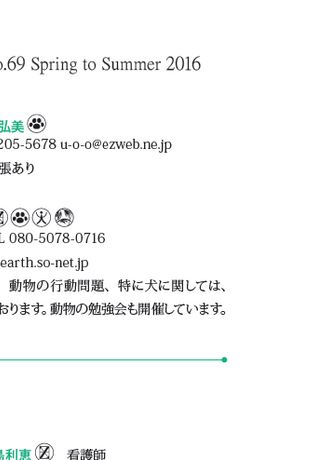 o.69 Spring to Summer 2016
弘美
205-5678 u-o-o@ezweb.ne.jp
張あり
L 080-5078-0716
earth.so-net.jp
動物の行動問題、特に犬に関しては、
おります。動物の勉強会も開催しています。
島利恵 Z 看護師